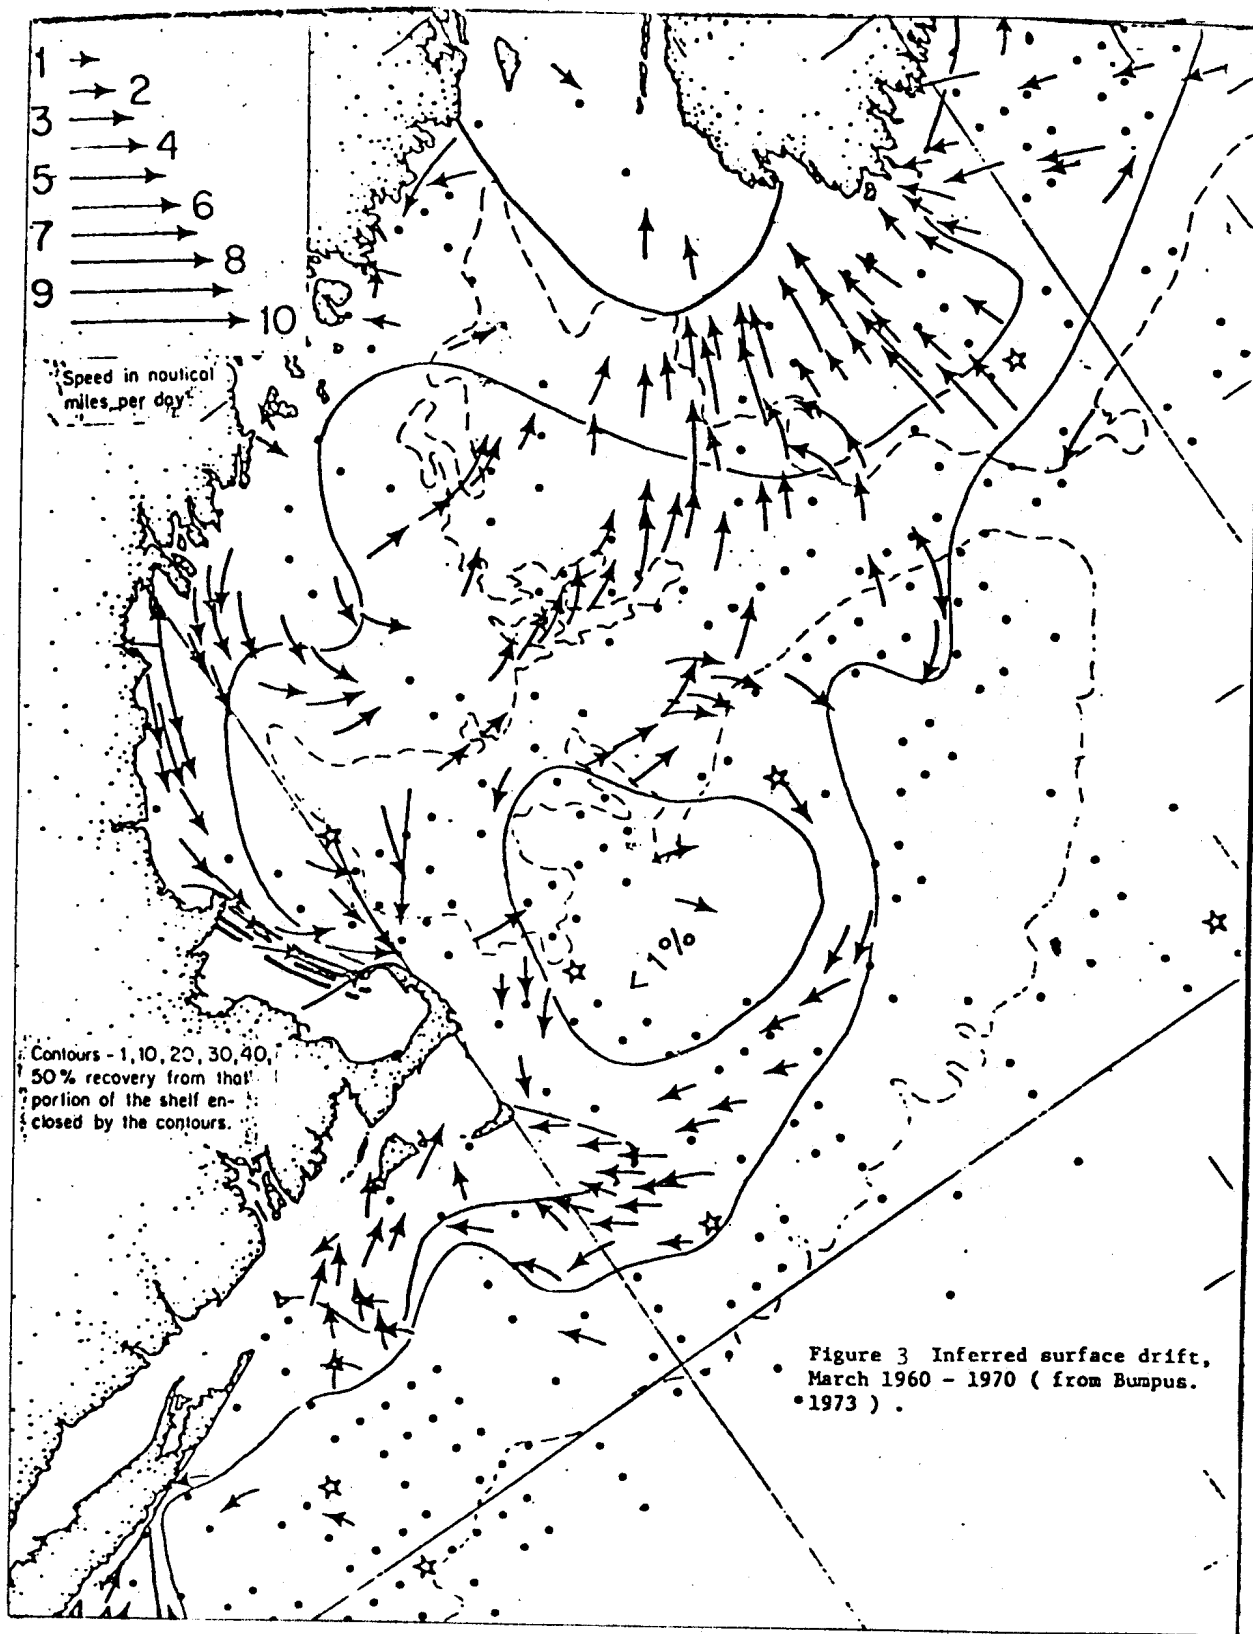 1
2
3
4
5
6
7
8
9
10
Speed in nautical
miles per day
< 1%
Contours - 1,10,20,30,40,
50% recovery from that
portion of the shelf en-
closed by the contours.
Figure 3 Inferred surface drift,
March 1960 - 1970 ( from Bumpus.
1973 ) .